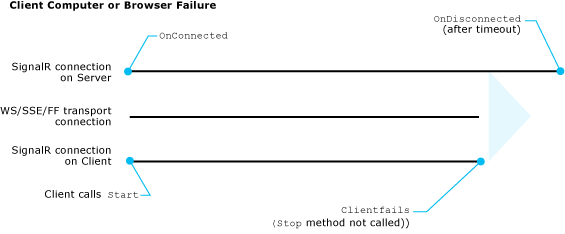 Client Computer or Browser Failure
OnDisconnected
(after timeout)
OnConnected
SignalR connection
on Server
WS/SSE/FF transport
connection
SignalR connection
on Client
Client calls Start
Clientfails
(Stop method not called))